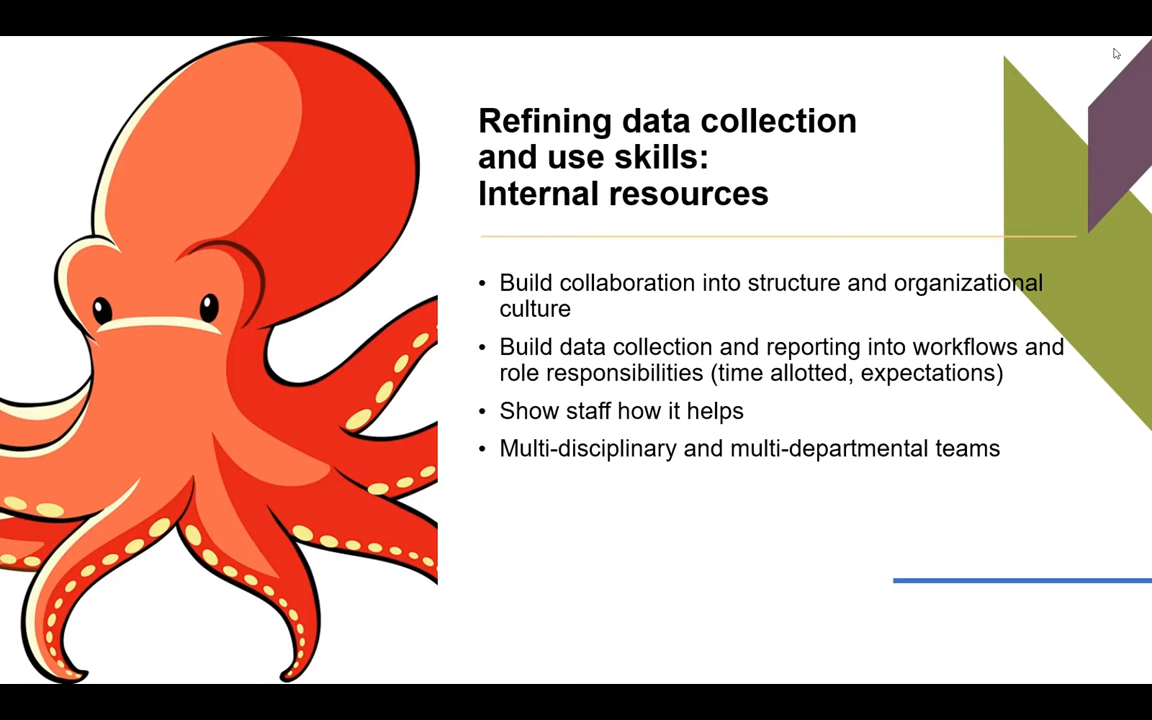 Refining data collection
and use skills:
Internal resources
• Build collaboration into structure and organizational
culture
• Build data collection and reporting into workflows and
role responsibilities (time allotted, expectations)
• Show staff how it helps
• Multi-disciplinary and multi-departmental teams